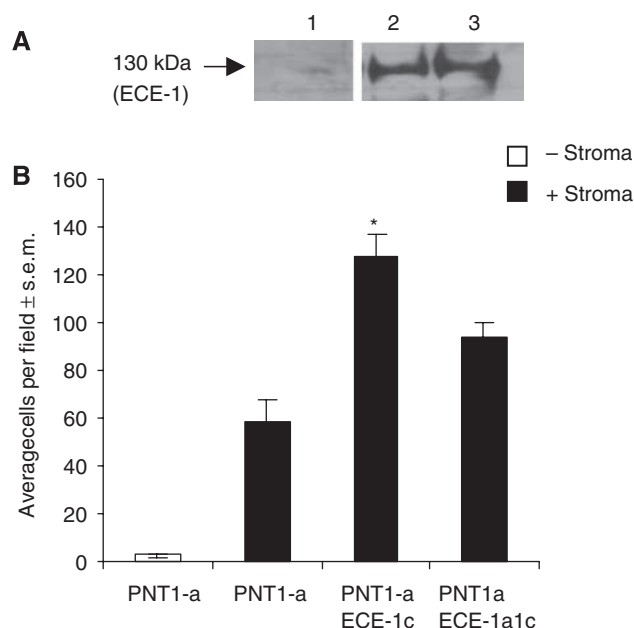 A
1 2 3
130 kDa
(ECE-1)
B
– Stroma
+ Stroma
Averagecells per field ± s.e.m.
160
140
120
100
80
60
40
20
0
*
PNT1-a PNT1-a PNT1-a PNT1a
ECE-1c ECE-1a1c